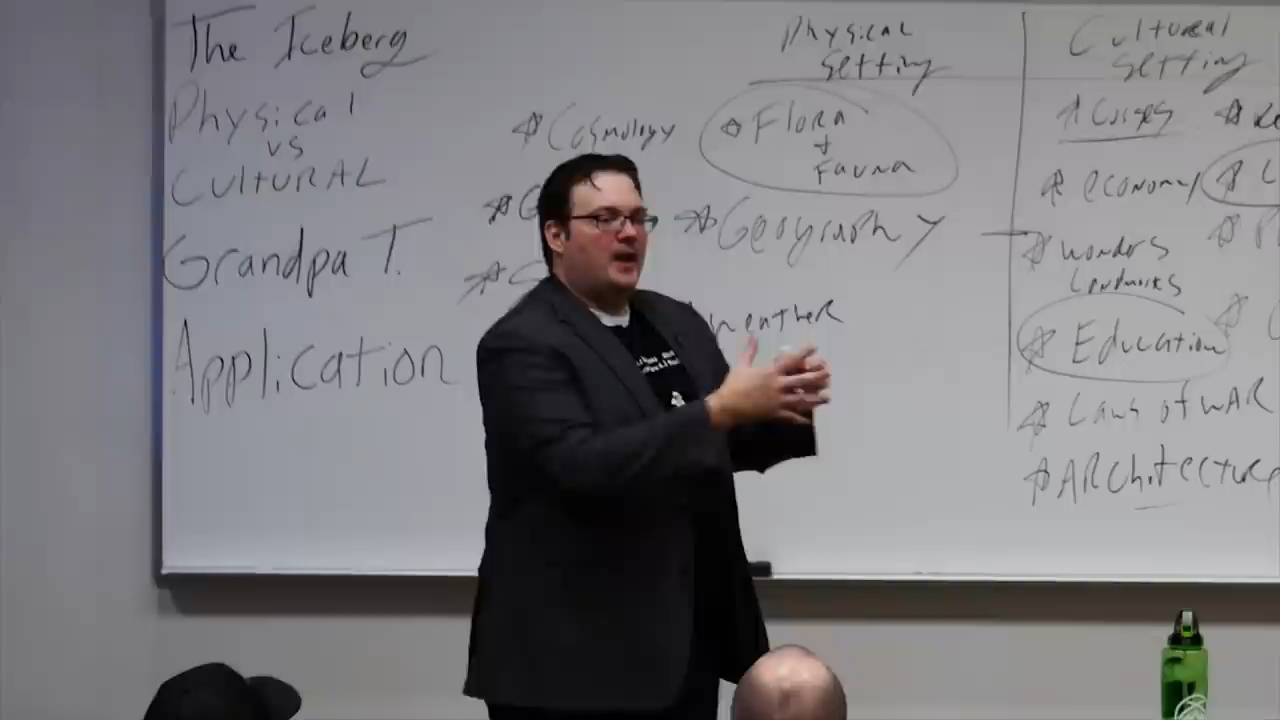 The Iceberg
Physical
vs
CULTURAL
Grandpa T.
Application
Physical
Setting
Cosmology
Flora
+
Fauna
Geography
weather
Cultural
Setting
economy
wonders
Landmarks
Education
Laws of WAR
ARChitecture